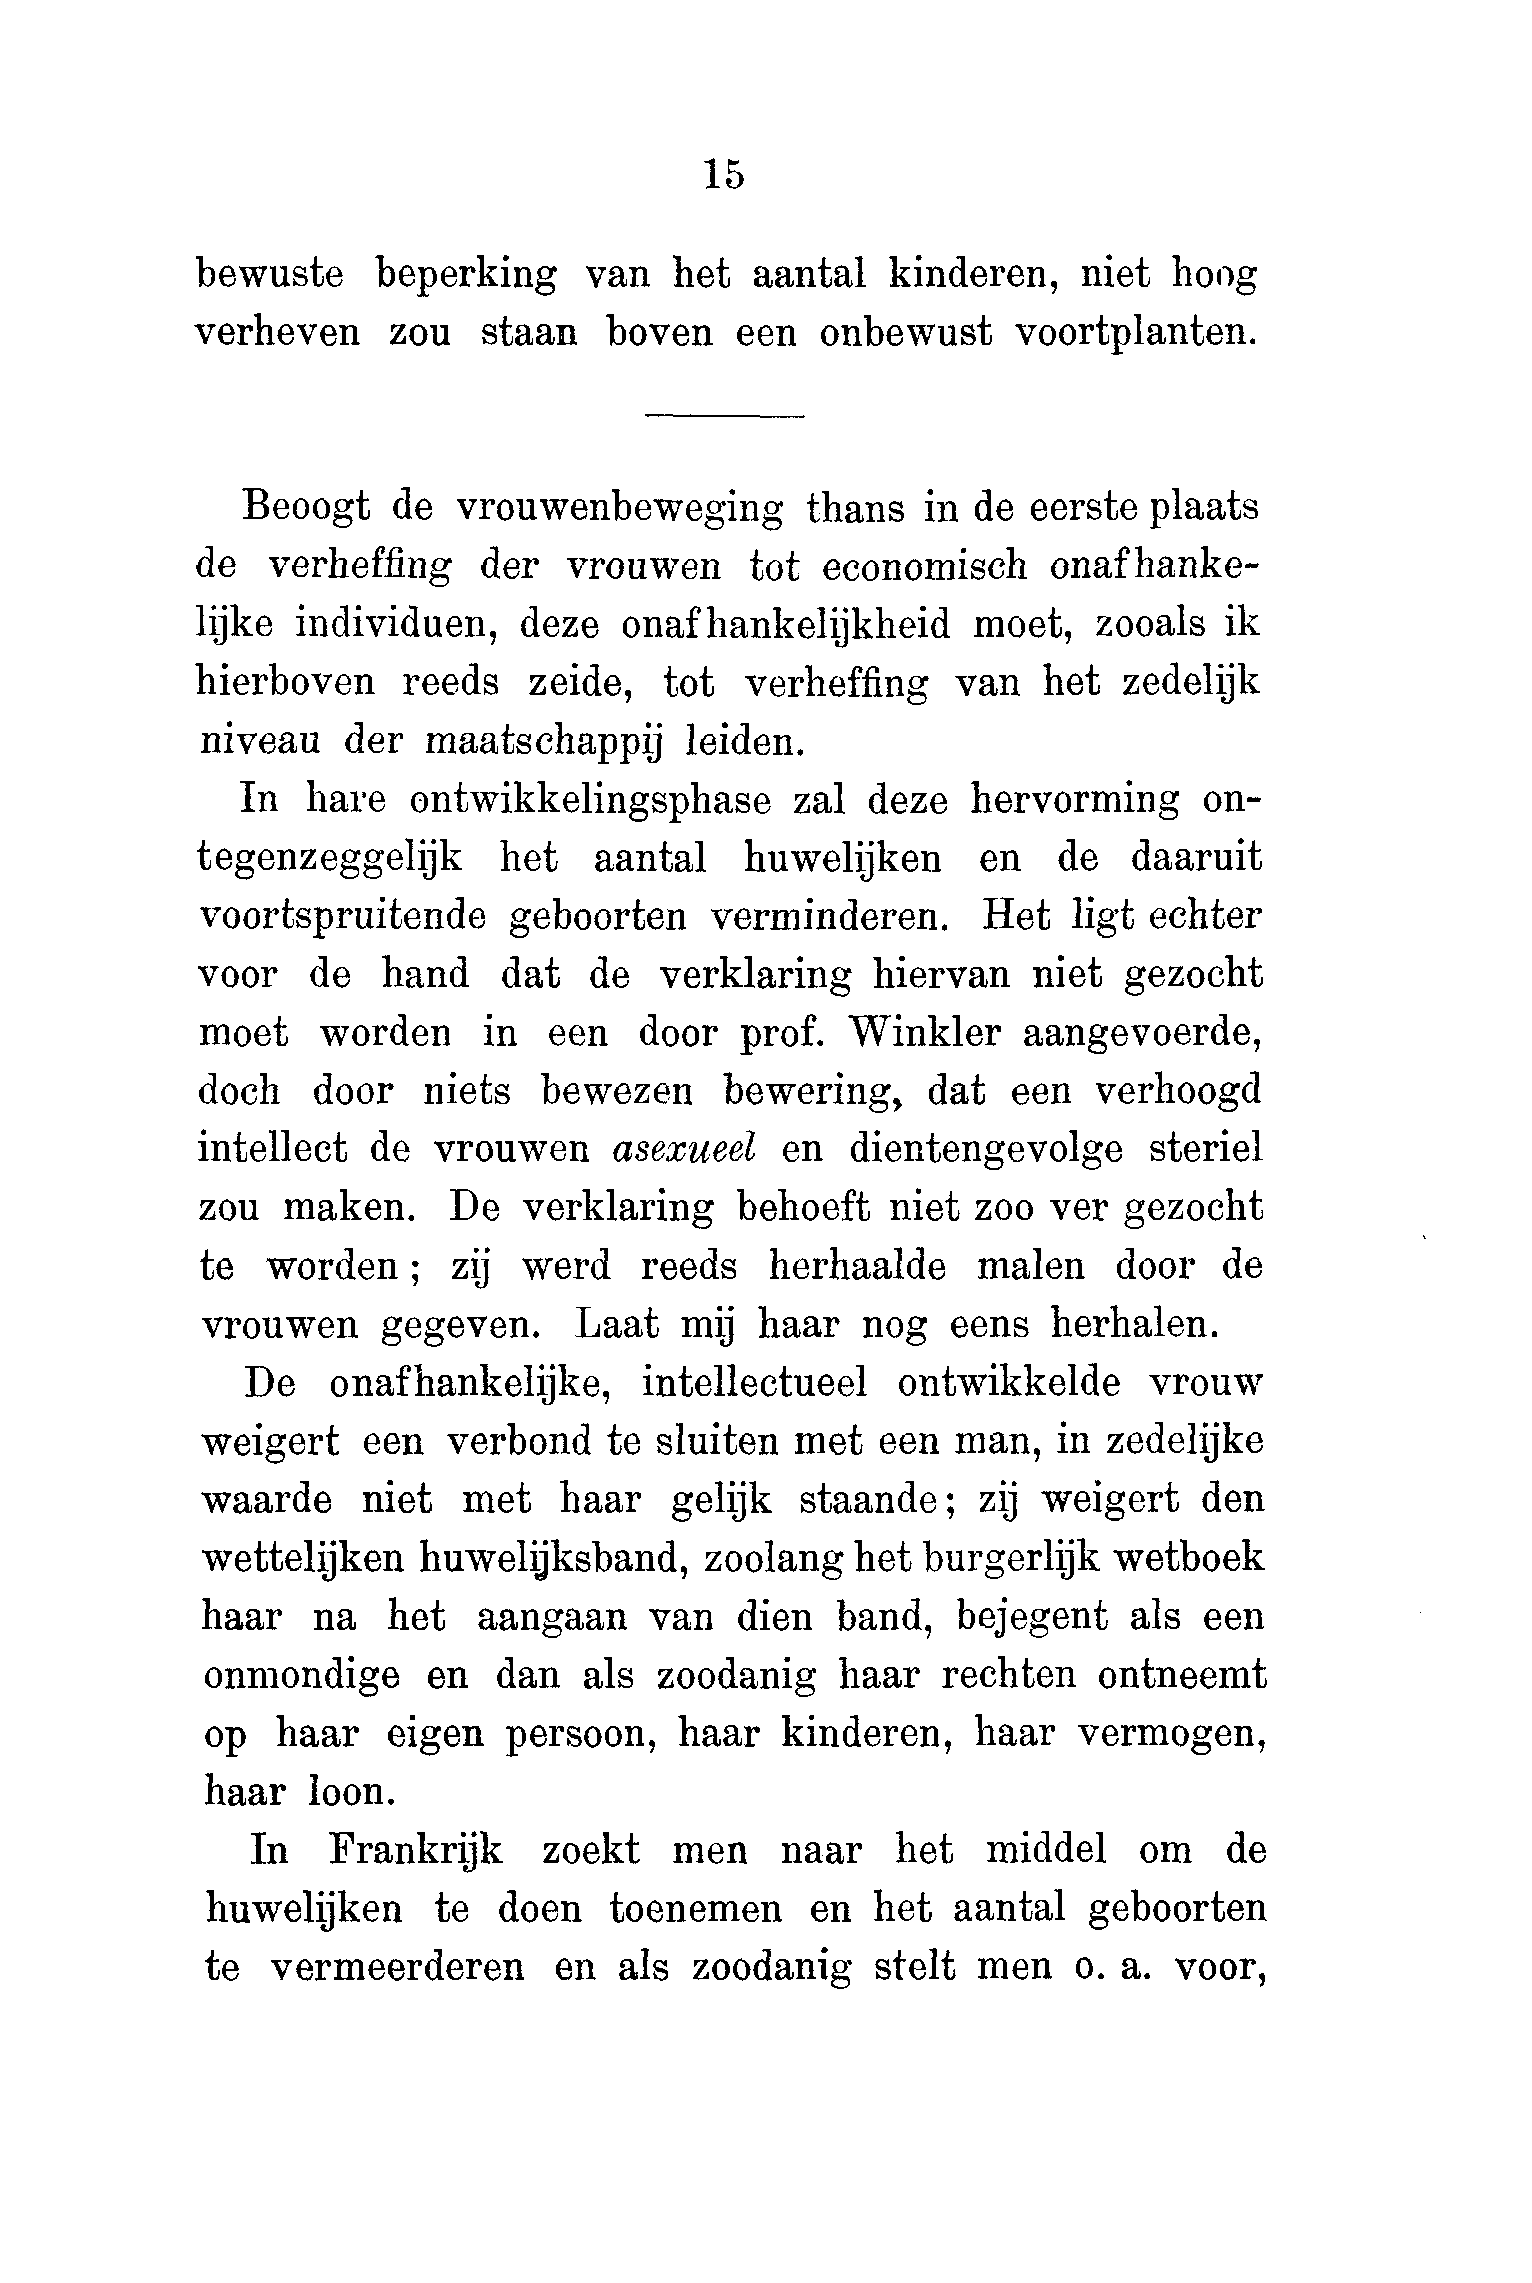 15
bewuste beperking van het aantal kinderen, niet hoog
verheven zou staan boven een onbewust voortplanten.
Beoogt de vrouwenbeweging thans in de eerste plaats
de verheffing der vrouwen tot economisch onafhanke-
lijke individuen, deze onafhankelijkheid moet, zooals ik
hierboven reeds zeide, tot verheffing van het zedelijk
niveau der maatschappij leiden.
In hare ontwikkelingsphase zal deze hervorming on-
tegenzeggelijk het aantal huwelijken en de daaruit
voortspruitende geboorten verminderen. Het ligt echter
voor de hand dat de verklaring hiervan niet gezocht
moet worden in een door prof. Winkler aangevoerde,
doch door niets bewezen bewering, dat een verhoogd
intellect de vrouwen asexueel en dientengevolge steriel
zou maken. De verklaring behoeft niet zoo ver gezocht
te worden; zij werd reeds herhaalde malen door de
vrouwen gegeven. Laat mij haar nog eens herhalen.
De onafhankelijke, intellectueel ontwikkelde vrouw
weigert een verbond te sluiten met een man, in zedelijke
waarde niet met haar gelijk staande; zij weigert den
wettelijken huwelijksband, zoolang het burgerlijk wetboek
haar na het aangaan van dien band, bejegent als een
onmondige en dan als zoodanig haar rechten ontneemt
op haar eigen persoon, haar kinderen, haar vermogen,
haar loon.
In Frankrijk zoekt men naar het middel om de
huwelijken te doen toenemen en het aantal geboorten
te vermeerderen en als zoodanig stelt men o. a. voor,